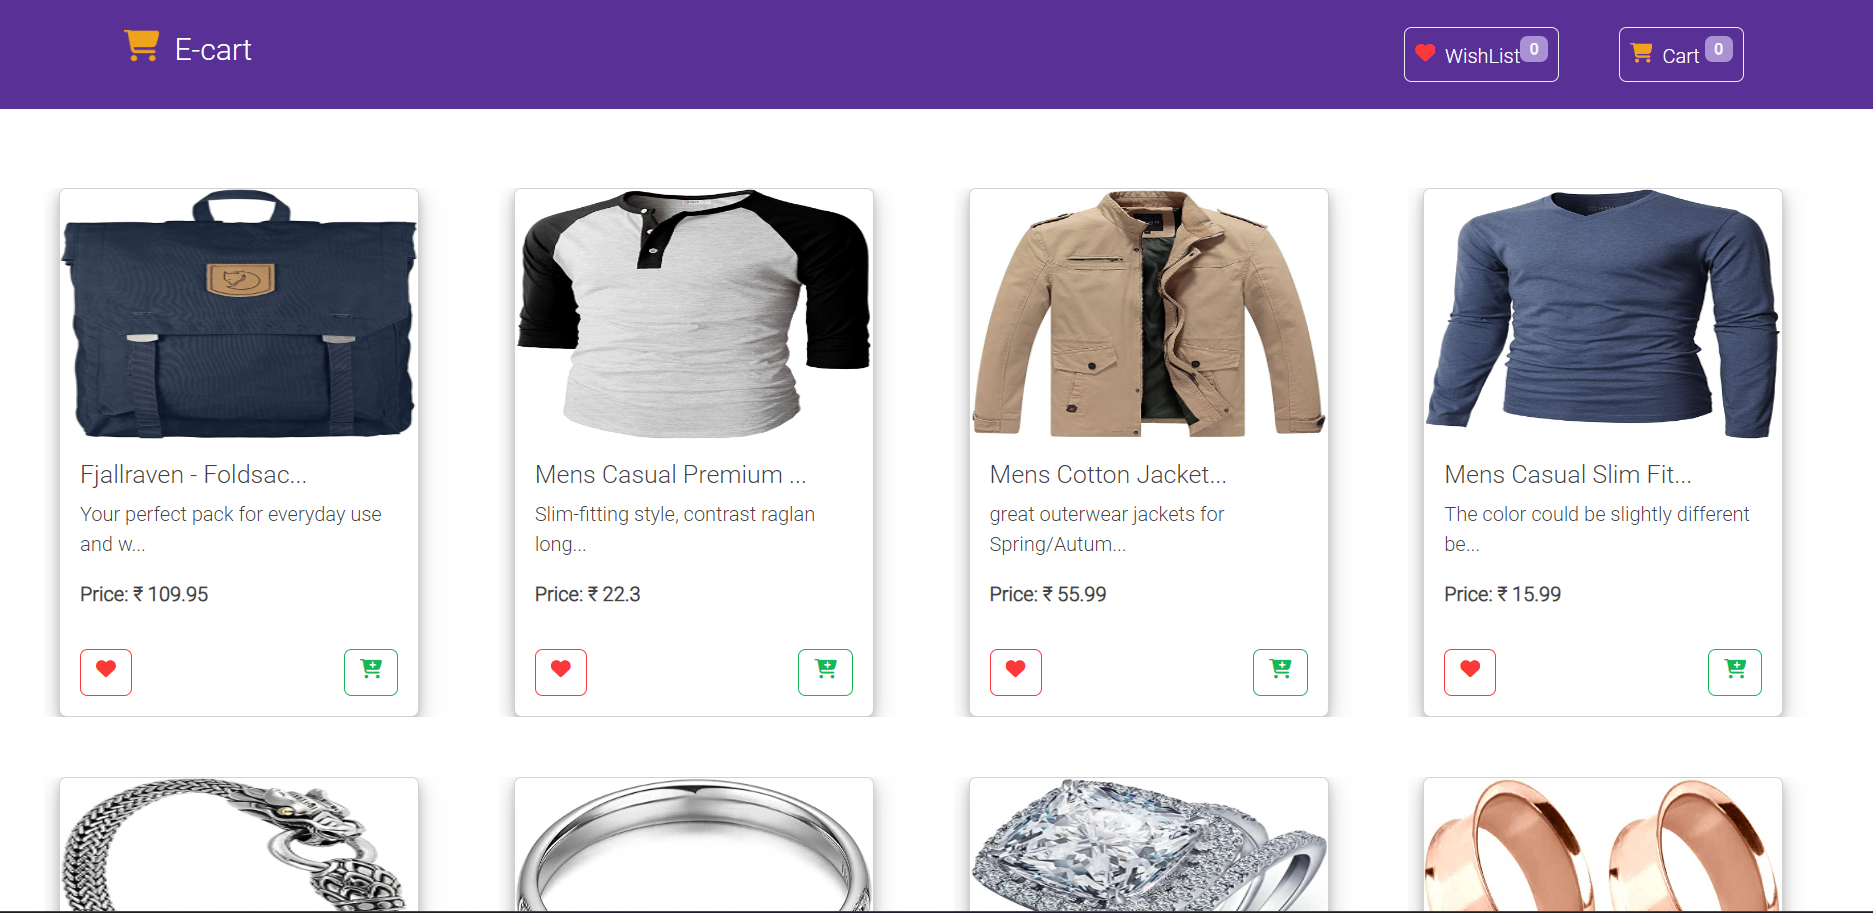 E-cart
WishList 0
Cart 0
Fjallraven - Foldsac...
Your perfect pack for everyday use
and w...
Price: ₹ 109.95
Mens Casual Premium ...
Slim-fitting style, contrast raglan
long...
Price: ₹ 22.3
Mens Cotton Jacket...
great outerwear jackets for
Spring/Autum...
Price: ₹ 55.99
Mens Casual Slim Fit...
The color could be slightly different
be...
Price: ₹ 15.99